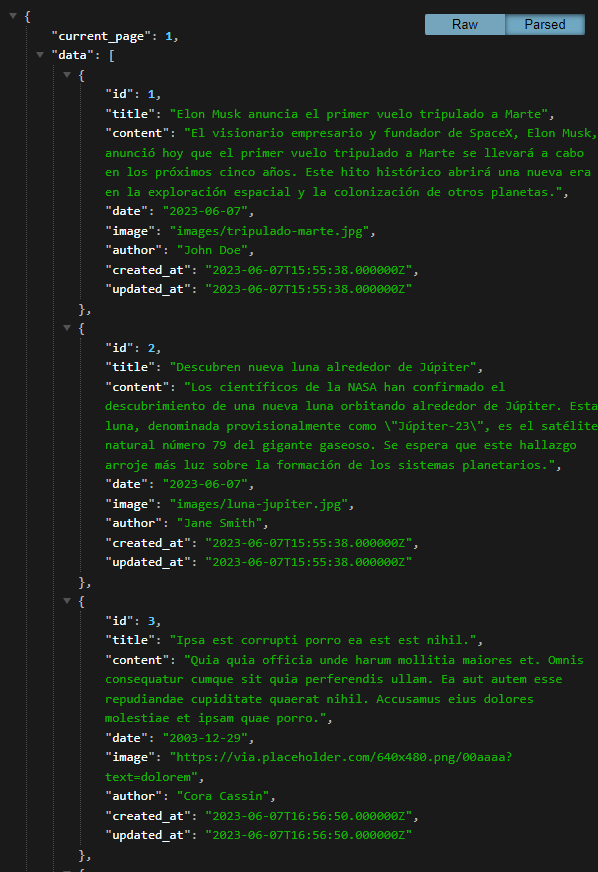 {
Raw Parsed
"current_page": 1,
"data": [
{
"id": 1,
"title": "Elon Musk anuncia el primer vuelo tripulado a Marte",
"content": "El visionario empresario y fundador de SpaceX, Elon Musk,
anunció hoy que el primer vuelo tripulado a Marte se llevará a cabo
en los próximos cinco años. Este hito histórico abrirá una nueva era
en la exploración espacial y la colonización de otros planetas.",
"date": "2023-06-07",
"image": "images/tripulado-marte.jpg",
"author": "John Doe",
"created_at": "2023-06-07T15:55:38.000000Z",
"updated_at": "2023-06-07T15:55:38.000000Z"
},
{
"id": 2,
"title": "Descubren nueva luna alrededor de Júpiter",
"content": "Los científicos de la NASA han confirmado el
descubrimiento de una nueva luna orbitando alrededor de Júpiter. Esta
luna, denominada provisionalmente como \"Júpiter-23\", es el satélite
natural número 79 del gigante gaseoso. Se espera que este hallazgo
arroje más luz sobre la formación de los sistemas planetarios.",
"date": "2023-06-07",
"image": "images/luna-jupiter.jpg",
"author": "Jane Smith",
"created_at": "2023-06-07T15:55:38.000000Z",
"updated_at": "2023-06-07T15:55:38.000000Z"
},
{
"id": 3,
"title": "Ipsa est corrupti porro ea est est nihil.",
"content": "Quia quia officia unde harum mollitia maiores et. Omnis
consequatur cumque sit quia perferendis ullam. Ea aut autem esse
repudiandae cupiditate quaerat nihil. Accusamus eius dolores
molestiae et ipsam quae porro.",
"date": "2003-12-29",
"image": "https://via.placeholder.com/640x480.png/00aaaa?
text=dolorem",
"author": "Cora Cassin",
"created_at": "2023-06-07T16:56:50.000000Z",
"updated_at": "2023-06-07T16:56:50.000000Z"
},